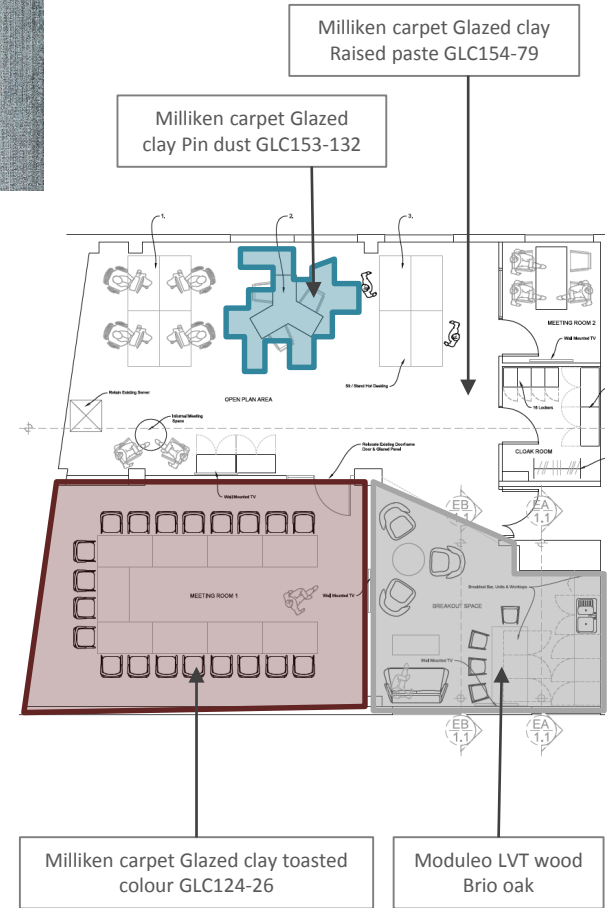 Milliken carpet Glazed clay
Raised paste GLC154-79
Milliken carpet Glazed
clay Pin dust GLC153-132
1.
2.
3.
MEETING ROOM 2
Wall Mounted TV
Retain Existing Server
OPEN PLAN AREA
Sit / Stand Hot Desking
16 Lockers
Informal Meeting
Space
Relocate Existing Doorframe
Door & Glazed Panel
CLOAK ROOM
Wall Mounted TV
EB
1.1
EA
1.1
MEETING ROOM 1
Wall Mounted TV
Breakfast Bar, Units & Worktops
BREAKOUT SPACE
Wall Mounted TV
EB
1.1
EA
1.1
Milliken carpet Glazed clay toasted
colour GLC124-26
Moduleo LVT wood
Brio oak